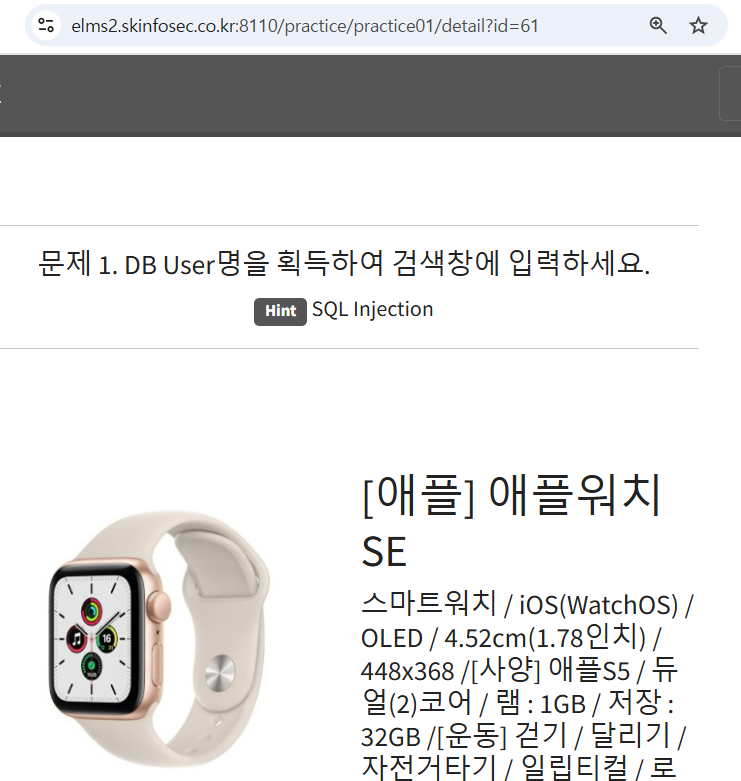 elms2.skinfosec.co.kr:8110/practice/practice01/detail?id=61
문제 1. DB User명을 획득하여 검색창에 입력하세요.
Hint SQL Injection
[애플] 애플워치
SE
스마트워치 / iOS(WatchOS) /
OLED / 4.52cm(1.78인치) /
448x368 /[사양] 애플S5 / 듀
얼(2)코어 / 램 : 1GB / 저장 :
32GB /[운동] 걷기 / 달리기 /
자전거타기 / 일립티컬 / 로